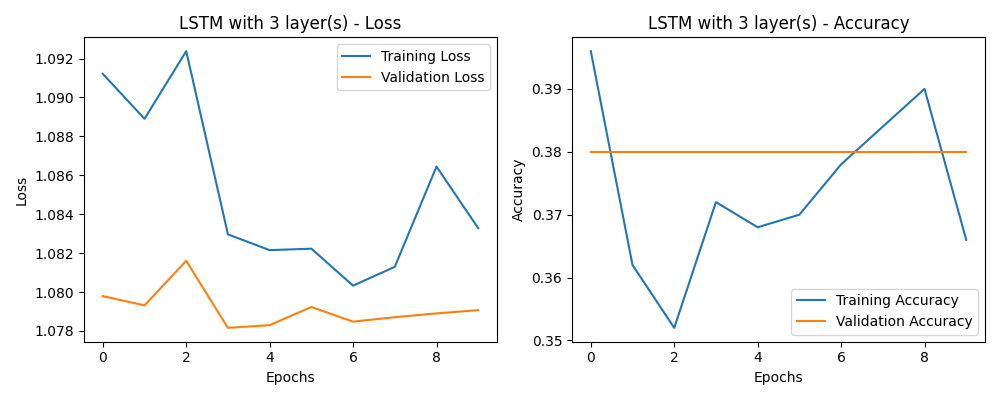 LSTM with 3 layer(s) - Loss
Loss
1.092
1.090
1.088
1.086
1.084
1.082
1.080
1.078
Training Loss
Validation Loss
0 2 4 6 8
Epochs
LSTM with 3 layer(s) - Accuracy
Accuracy
0.39
0.38
0.37
0.36
0.35
Training Accuracy
Validation Accuracy
0 2 4 6 8
Epochs